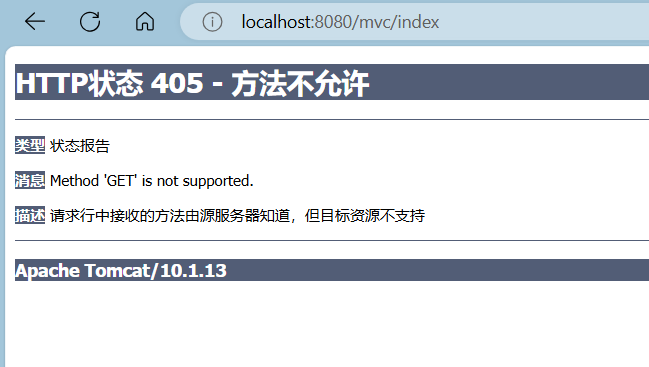 localhost:8080/mvc/index
HTTP状态 405 - 方法不允许
类型 状态报告
消息 Method 'GET' is not supported.
描述 请求行中接收的方法由源服务器知道，但目标资源不支持
Apache Tomcat/10.1.13